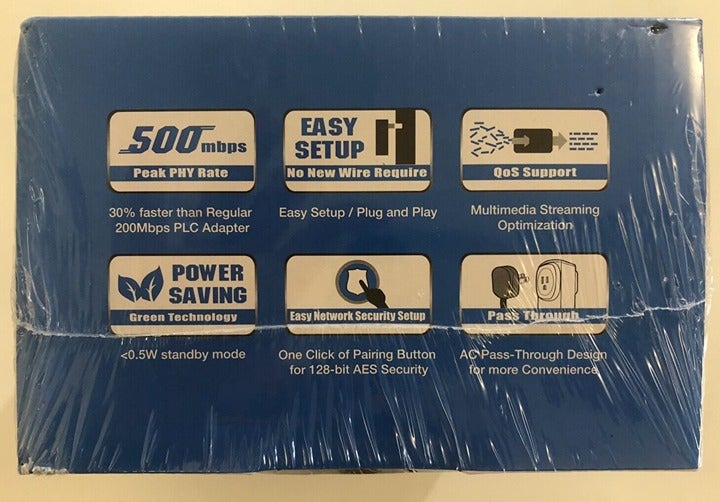 500 mbps
Peak PHY Rate
30% faster than Regular
200Mbps PLC Adapter
EASY
SETUP
No New Wire Require
Easy Setup / Plug and Play
QoS Support
Multimedia Streaming
Optimization
POWER
SAVING
Green Technology
<0.5W standby mode
Easy Network Security Setup
One Click of Pairing Button
for 128-bit AES Security
Pass Through
AC Pass-Through Design
for more Convenience